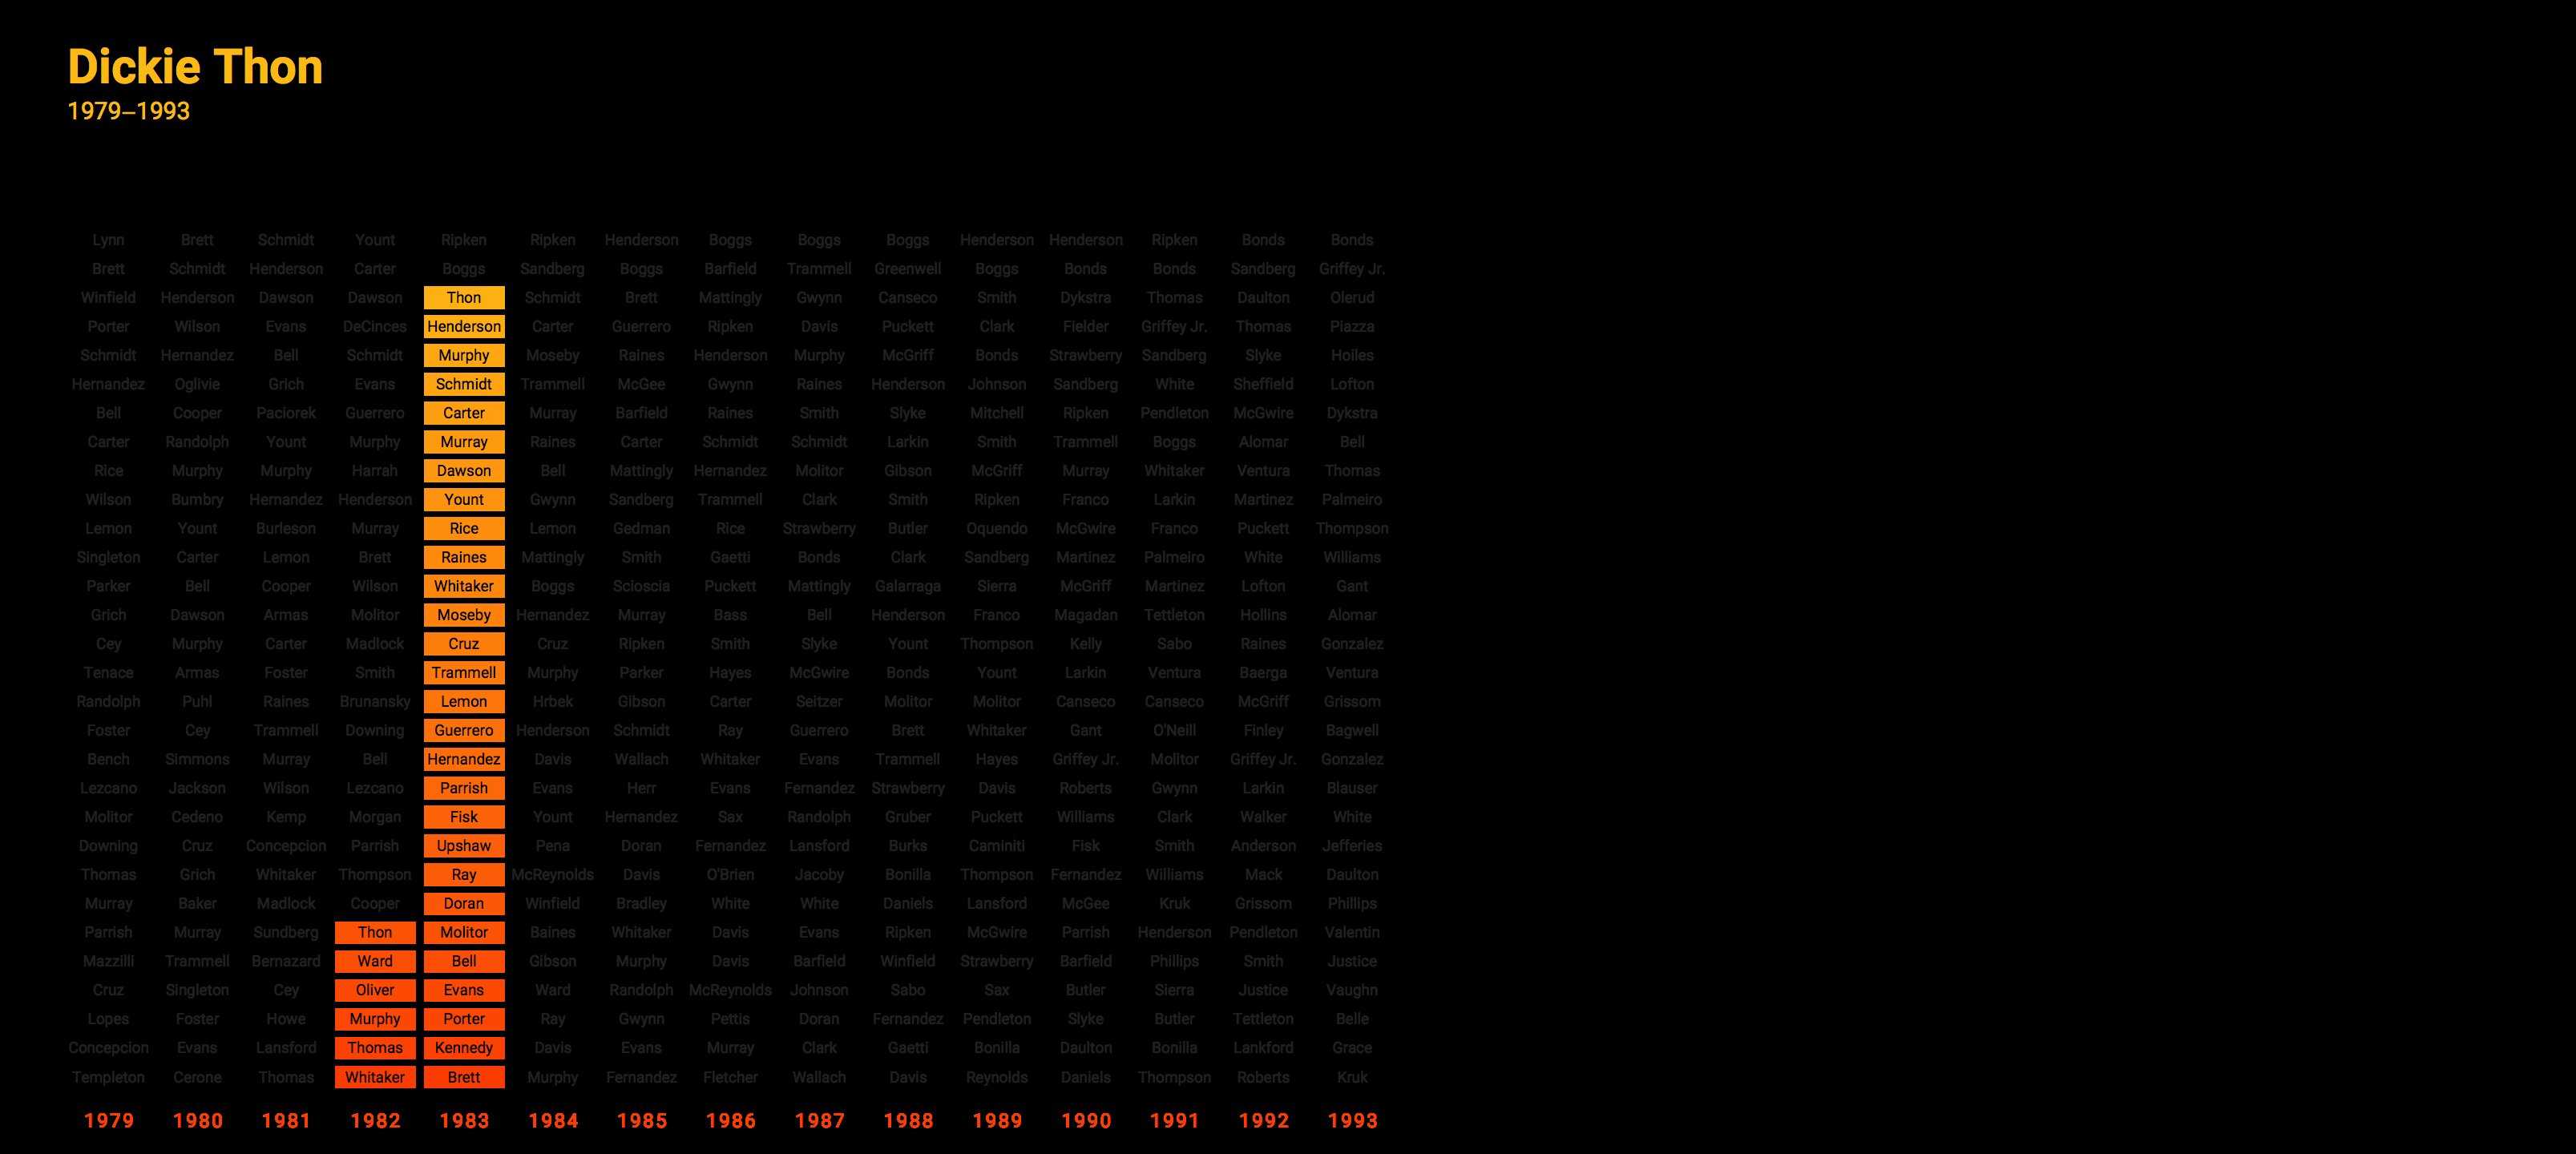 Dickie Thon
1979–1993
Lynn Brett Schmidt Yount Ripken Ripken Henderson Boggs Boggs Boggs Henderson Henderson Ripken Bonds Bonds
Brett Schmidt Henderson Carter Boggs Sandberg Boggs Barfield Trammell Greenwell Boggs Bonds Bonds Sandberg Griffey Jr.
Winfield Henderson Dawson Dawson Thon Schmidt Brett Mattingly Gwynn Canseco Smith Dykstra Thomas Daulton Olerud
Porter Wilson Evans DeCinces Henderson Carter Guerrero Ripken Davis Puckett Clark Fielder Griffey Jr. Thomas Piazza
Schmidt Hernandez Bell Schmidt Murphy Moseby Raines Henderson Murphy McGriff Bonds Strawberry Sandberg Slyke Hoiles
Hernandez Oglivie Grich Evans Schmidt Trammell McGee Gwynn Raines Henderson Johnson Sandberg White Sheffield Lofton
Bell Cooper Paciorek Guerrero Carter Murray Barfield Raines Smith Slyke Mitchell Ripken Pendleton McGwire Dykstra
Carter Randolph Yount Murphy Murray Raines Carter Schmidt Schmidt Larkin Smith Trammell Boggs Alomar Bell
Rice Murphy Murphy Harrah Dawson Bell Mattingly Hernandez Molitor Gibson McGriff Murray Whitaker Ventura Thomas
Wilson Bumbry Hernandez Henderson Yount Gwynn Sandberg Trammell Clark Smith Ripken Franco Larkin Martinez Palmeiro
Lemon Yount Burleson Murray Rice Lemon Gedman Rice Strawberry Butler Oquendo McGwire Franco Puckett Thompson
Singleton Carter Lemon Brett Raines Mattingly Smith Gaetti Bonds Clark Sandberg Martinez Palmeiro White Williams
Parker Bell Cooper Wilson Whitaker Boggs Scioscia Puckett Mattingly Galarraga Sierra McGriff Martinez Lofton Gant
Grich Dawson Armas Molitor Moseby Hernandez Murray Bass Bell Henderson Franco Magadan Tettleton Hollins Alomar
Cey Murphy Carter Madlock Cruz Cruz Ripken Smith Slyke Yount Thompson Kelly Sabo Raines Gonzalez
Tenace Armas Foster Smith Trammell Murphy Parker Hayes McGwire Bonds Yount Larkin Ventura Baerga Ventura
Randolph Puhl Raines Brunansky Lemon Hrbek Gibson Carter Seitzer Molitor Molitor Canseco Canseco McGriff Grissom
Foster Cey Trammell Downing Guerrero Henderson Schmidt Ray Guerrero Brett Whitaker Gant O'Neill Finley Bagwell
Bench Simmons Murray Bell Hernandez Davis Wallach Whitaker Evans Trammell Hayes Griffey Jr. Molitor Griffey Jr. Gonzalez
Lezcano Jackson Wilson Lezcano Parrish Evans Herr Evans Fernandez Strawberry Davis Roberts Gwynn Larkin Blauser
Molitor Cedeno Kemp Morgan Fisk Yount Hernandez Sax Randolph Gruber Puckett Williams Clark Walker White
Downing Cruz Concepcion Parrish Upshaw Pena Doran Fernandez Lansford Burks Caminiti Fisk Smith Anderson Jefferies
Thomas Grich Whitaker Thompson Ray McReynolds Davis O'Brien Jacoby Bonilla Thompson Fernandez Williams Mack Daulton
Murray Baker Madlock Cooper Doran Winfield Bradley White White Daniels Lansford McGee Kruk Grissom Phillips
Parrish Murray Sundberg Thon Molitor Baines Whitaker Davis Evans Ripken McGwire Parrish Henderson Pendleton Valentin
Mazzilli Trammell Bernazard Ward Bell Gibson Murphy Davis Barfield Winfield Strawberry Barfield Phillips Smith Justice
Cruz Singleton Cey Oliver Evans Ward Randolph McReynolds Johnson Sabo Sax Butler Sierra Justice Vaughn
Lopes Foster Howe Murphy Porter Ray Gwynn Pettis Doran Fernandez Pendleton Slyke Butler Tettleton Belle
Concepcion Evans Lansford Thomas Kennedy Davis Evans Murray Clark Gaetti Bonilla Daulton Bonilla Lankford Grace
Templeton Cerone Thomas Whitaker Brett Murphy Fernandez Fletcher Wallach Davis Reynolds Daniels Thompson Roberts Kruk
1979 1980 1981 1982 1983 1984 1985 1986 1987 1988 1989 1990 1991 1992 1993